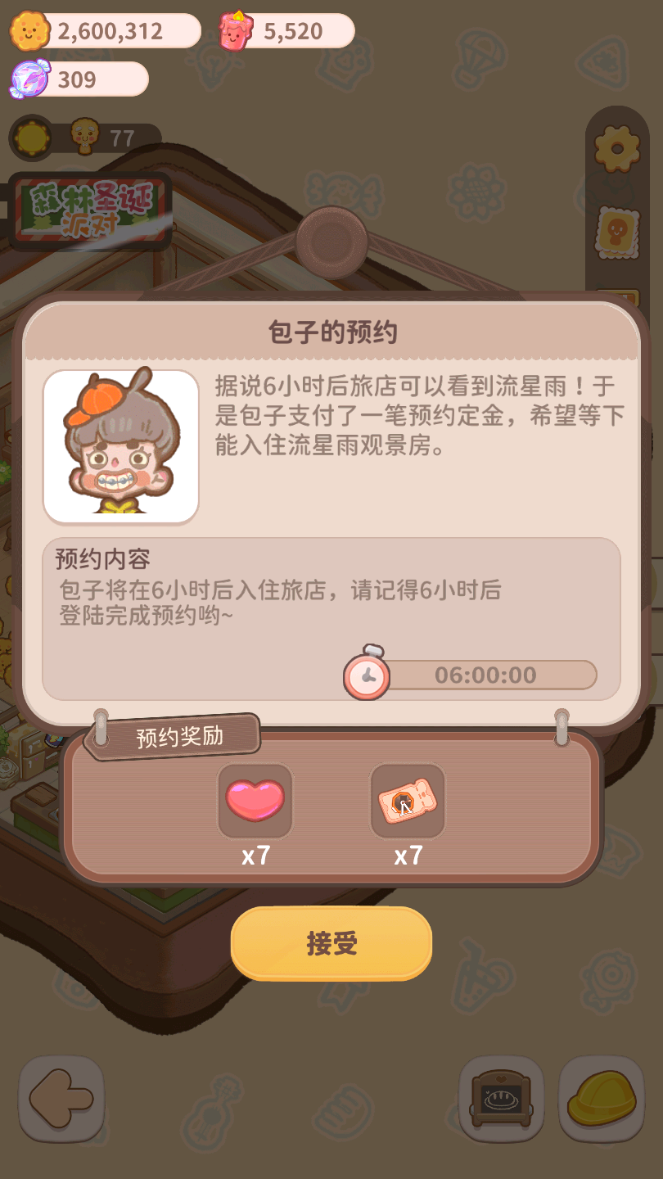 2,600,312
5,520
309
77
森林圣诞
派对
包子的预约
据说6小时后旅店可以看到流星雨！于
是包子支付了一笔预约定金，希望等下
能入住流星雨观景房。
预约内容
包子将在6小时后入住旅店，请记得6小时后
登陆完成预约哟~
06:00:00
预约奖励
x7
x7
接受